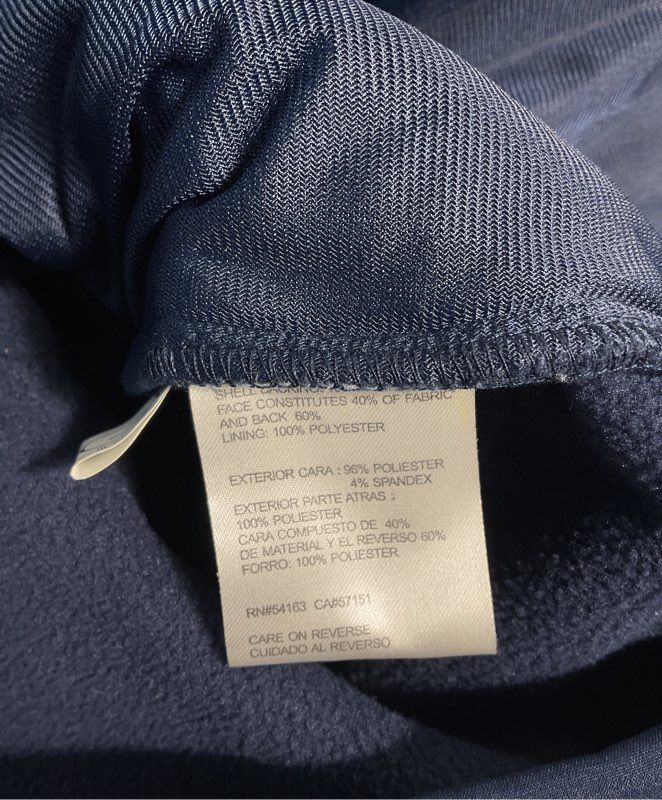 FACE CONSTITUTES 40% OF FABRIC
AND BACK 60%
LINING: 100% POLYESTER
EXTERIOR CARA : 96% POLIESTER
4% SPANDEX
EXTERIOR PARTE ATRAS :
100% POLIESTER
CARA COMPUESTO DE 40%
DE MATERIAL Y EL REVERSO 60%
FORRO: 100% POLIESTER
RN#54163 CA#57151
CARE ON REVERSE
CUIDADO AL REVERSO